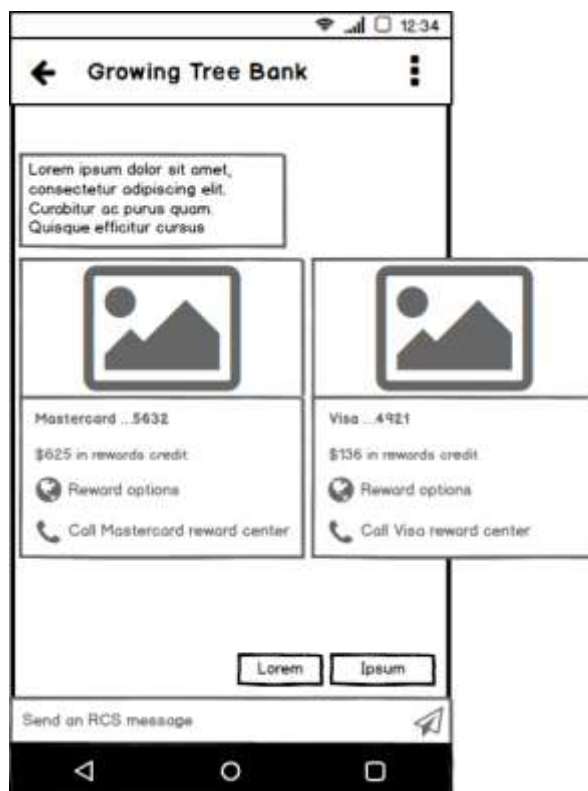 12:34
Growing Tree Bank
Lorem ipsum dolor sit amet,
consectetur adipiscing elit.
Curabitur ac purus quam.
Quisque efficitur cursus
Mastercard ...5632
$625 in rewards credit
Reward options
Call Mastercard reward center
Visa ...4921
$136 in rewards credit
Reward options
Call Visa reward center
Lorem
Ipsum
Send an RCS message